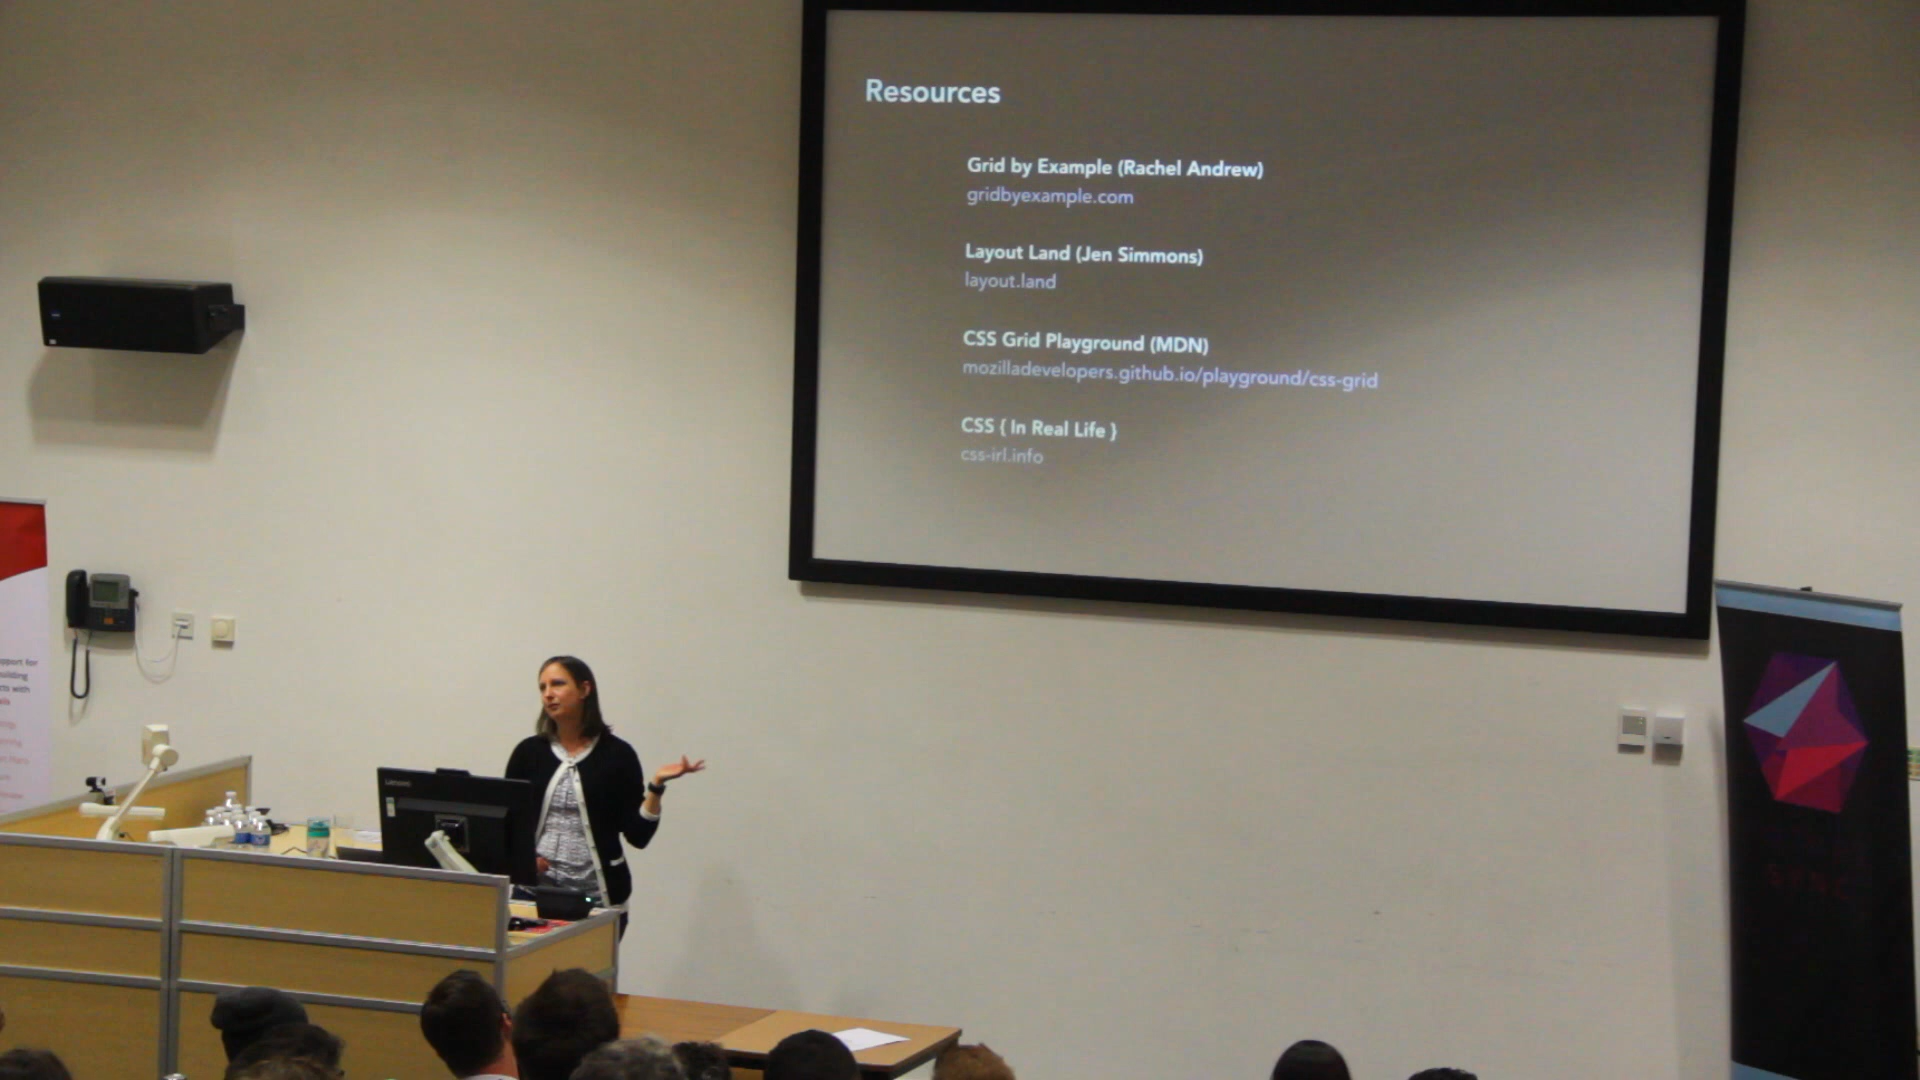 Resources
Grid by Example (Rachel Andrew)
gridbyexample.com
Layout Land (Jen Simmons)
layout.land
CSS Grid Playground (MDN)
mozilladevelopers.github.io/playground/css-grid
CSS { In Real Life }
css-irl.info
Lenovo